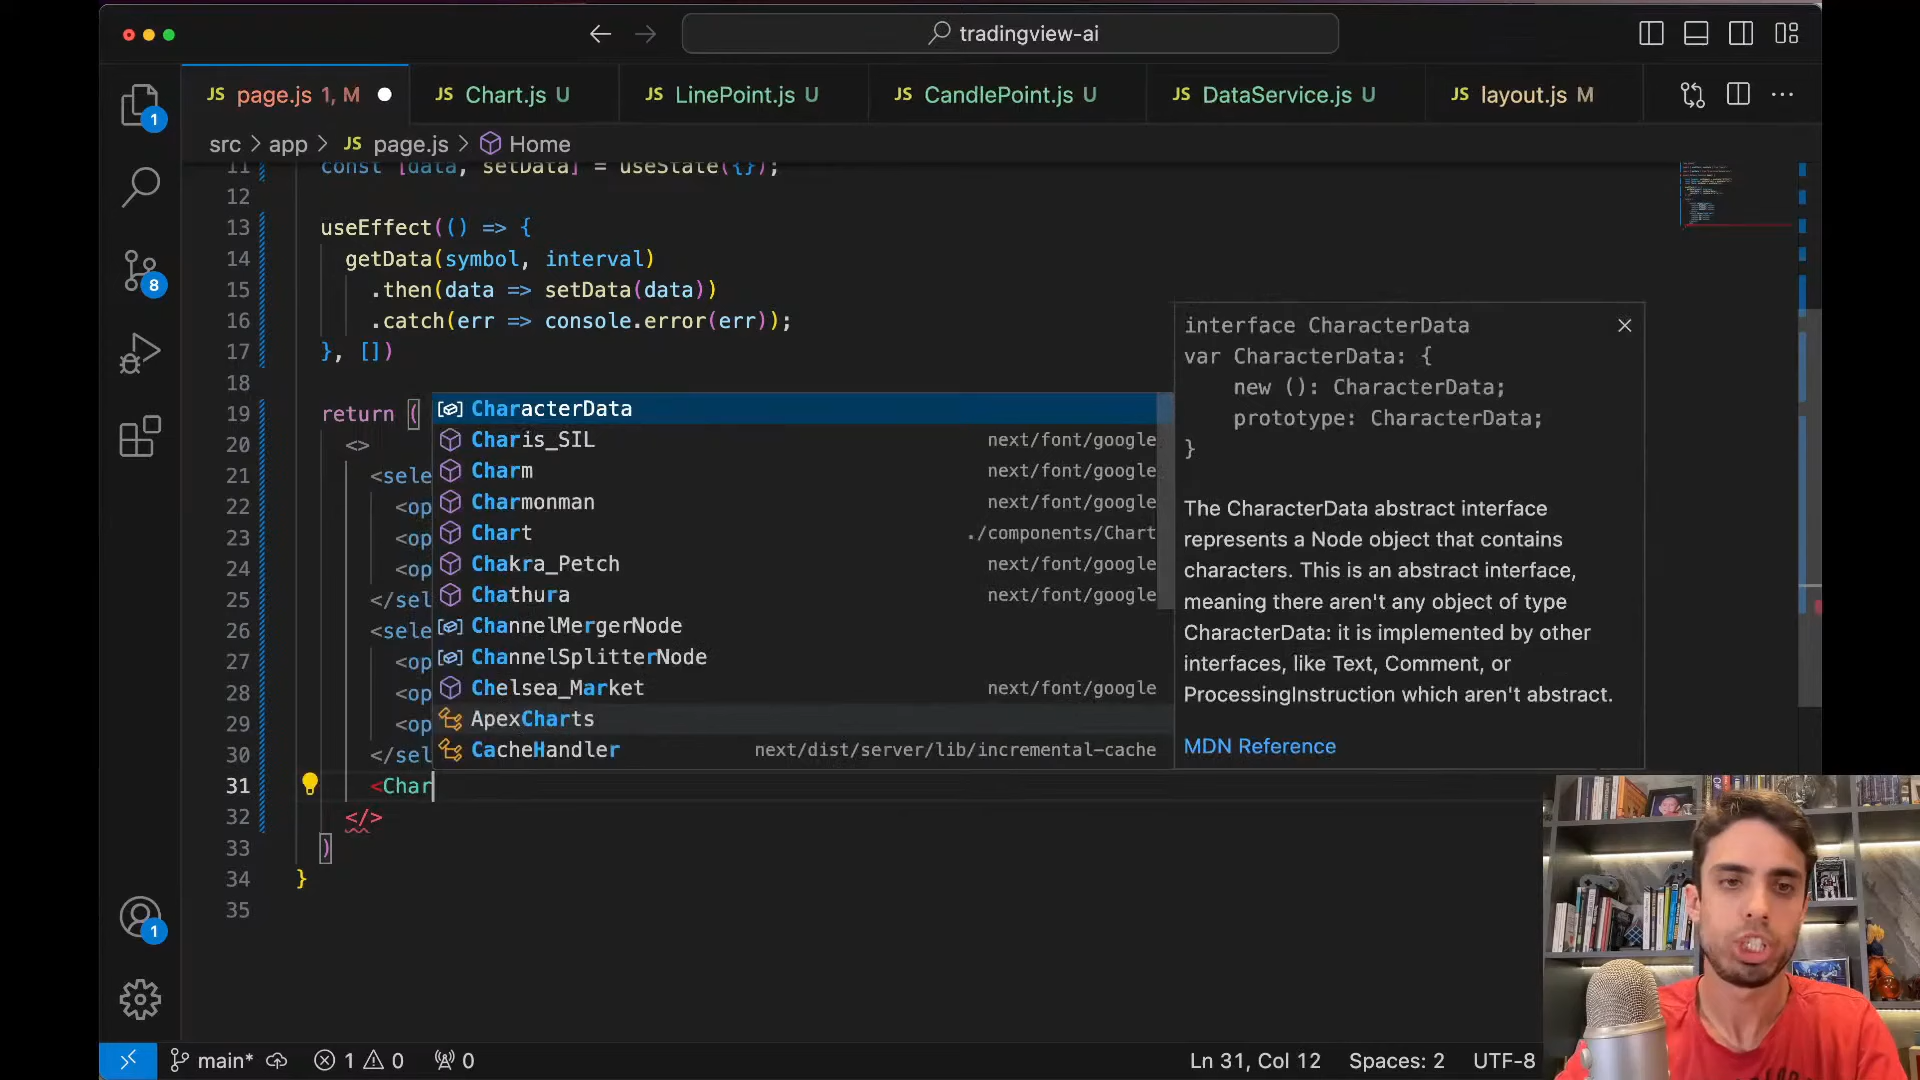 tradingview-ai
JS page.js 1, M
JS Chart.js U
JS LinePoint.js U
JS CandlePoint.js U
JS DataService.js U
JS layout.js M
src > app > JS page.js > Home
11 const [data, setData] = useState({});
12
13 useEffect(() => {
14 getData(symbol, interval)
15 .then(data => setData(data))
16 .catch(err => console.error(err));
17 }, [])
18
19 return (
20 <>
21 <sele
22 <op
23 <op
24 <op
25 </sel
26 <sele
27 <op
28 <op
29 <op
30 </sel
31 <Char
32 </>
33 )
34 }
35
CharacterData
Charis_SIL next/font/google
Charm next/font/google
Charmonman next/font/google
Chart ./components/Chart
Chakra_Petch next/font/google
Chathura next/font/google
ChannelMergerNode
ChannelSplitterNode
Chelsea_Market next/font/google
ApexCharts
CacheHandler next/dist/server/lib/incremental-cache
interface CharacterData
var CharacterData: {
new (): CharacterData;
prototype: CharacterData;
}
The CharacterData abstract interface
represents a Node object that contains
characters. This is an abstract interface,
meaning there aren't any object of type
CharacterData: it is implemented by other
interfaces, like Text, Comment, or
ProcessingInstruction which aren't abstract.
MDN Reference
1
8
1
main* 1 0 0
Ln 31, Col 12 Spaces: 2 UTF-8